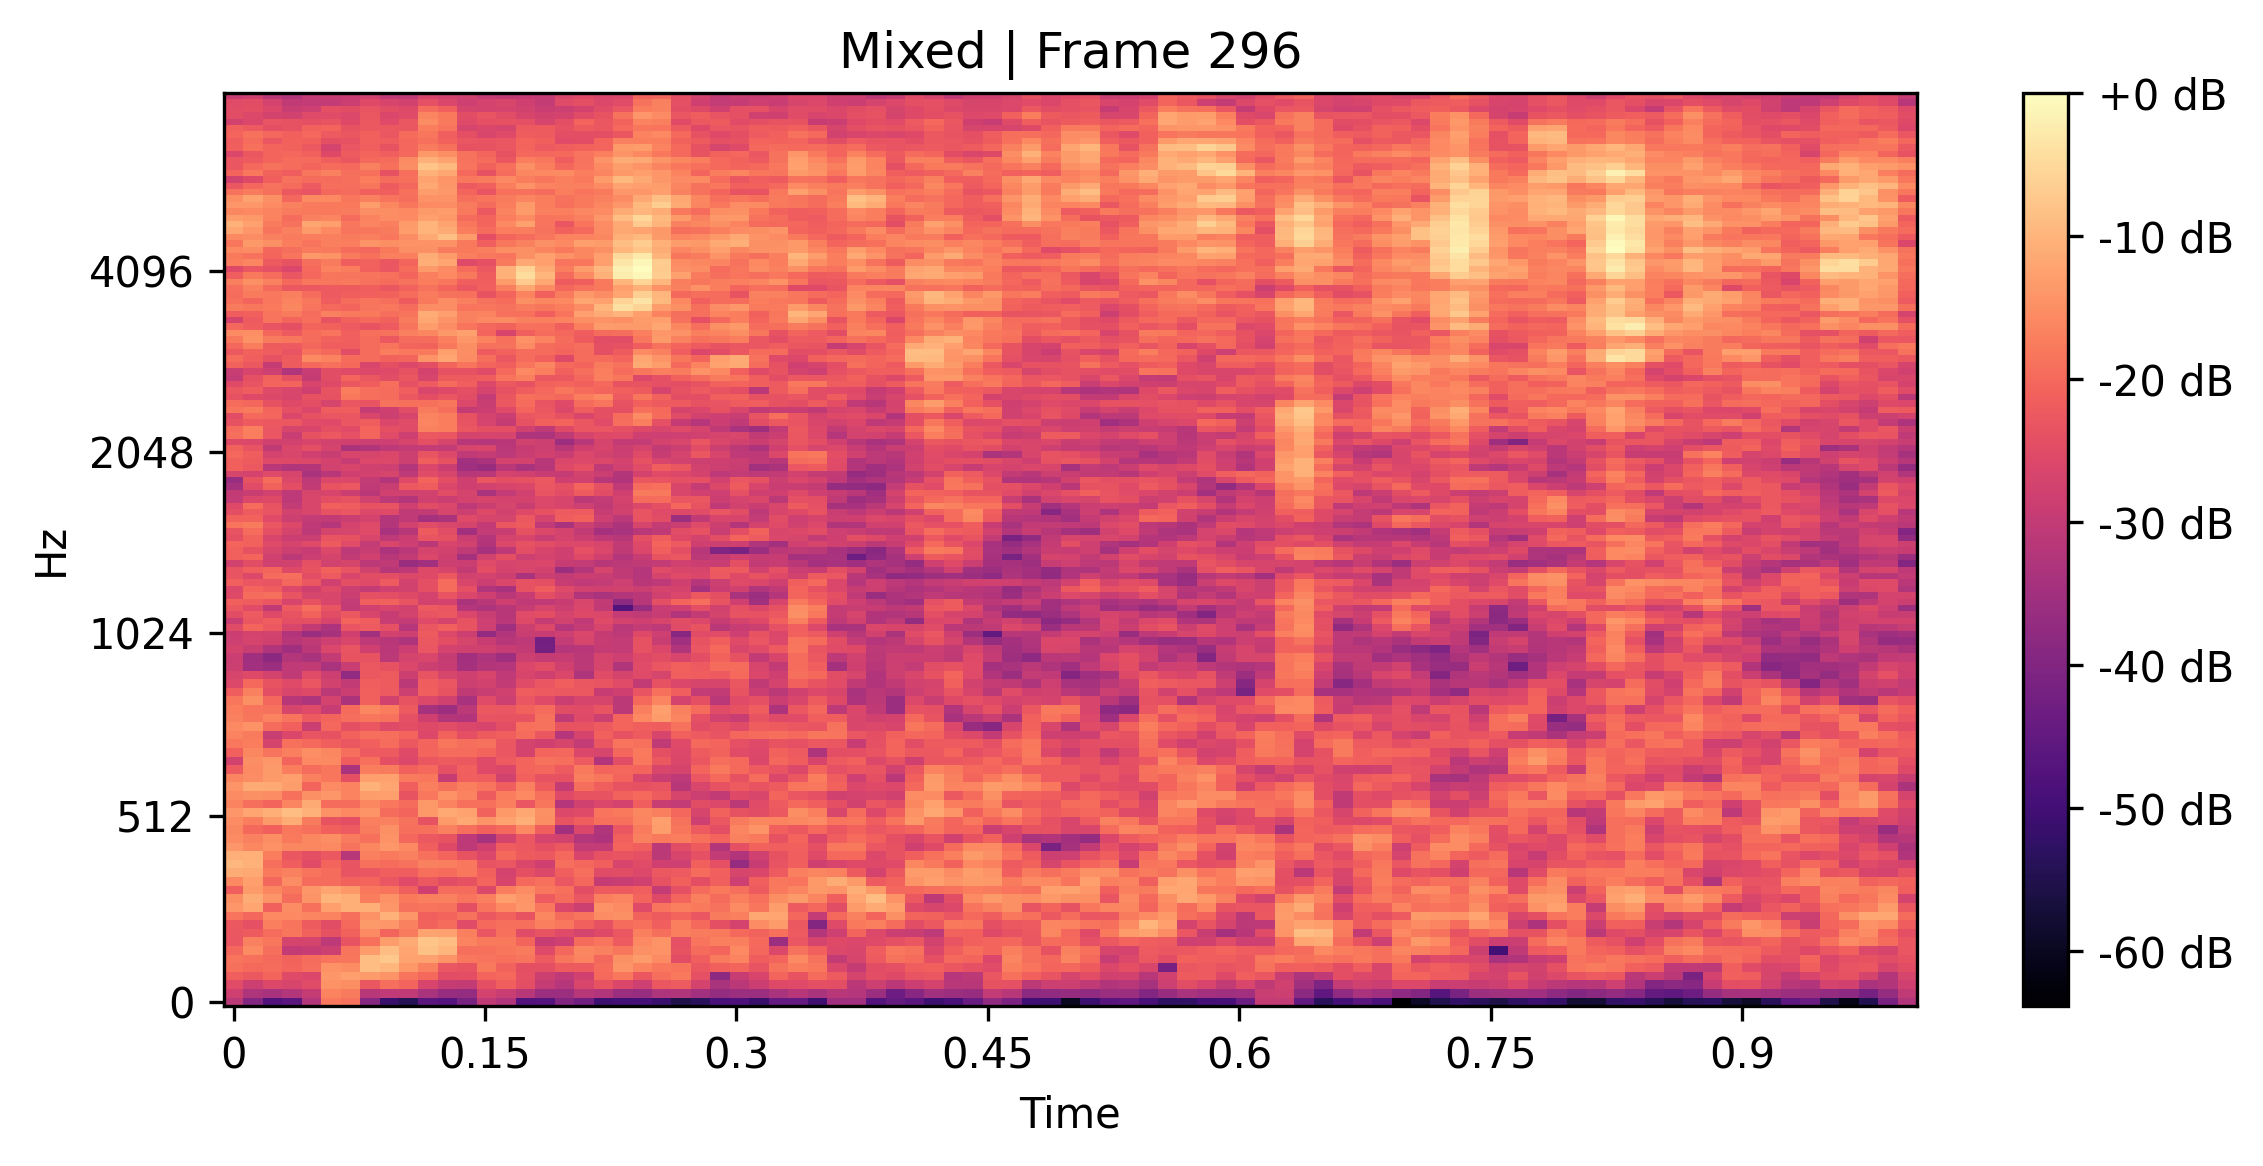 Mixed | Frame 296
+0 dB
-10 dB
-20 dB
-30 dB
-40 dB
-50 dB
-60 dB
Hz
4096
2048
1024
512
0
0 0.15 0.3 0.45 0.6 0.75 0.9
Time